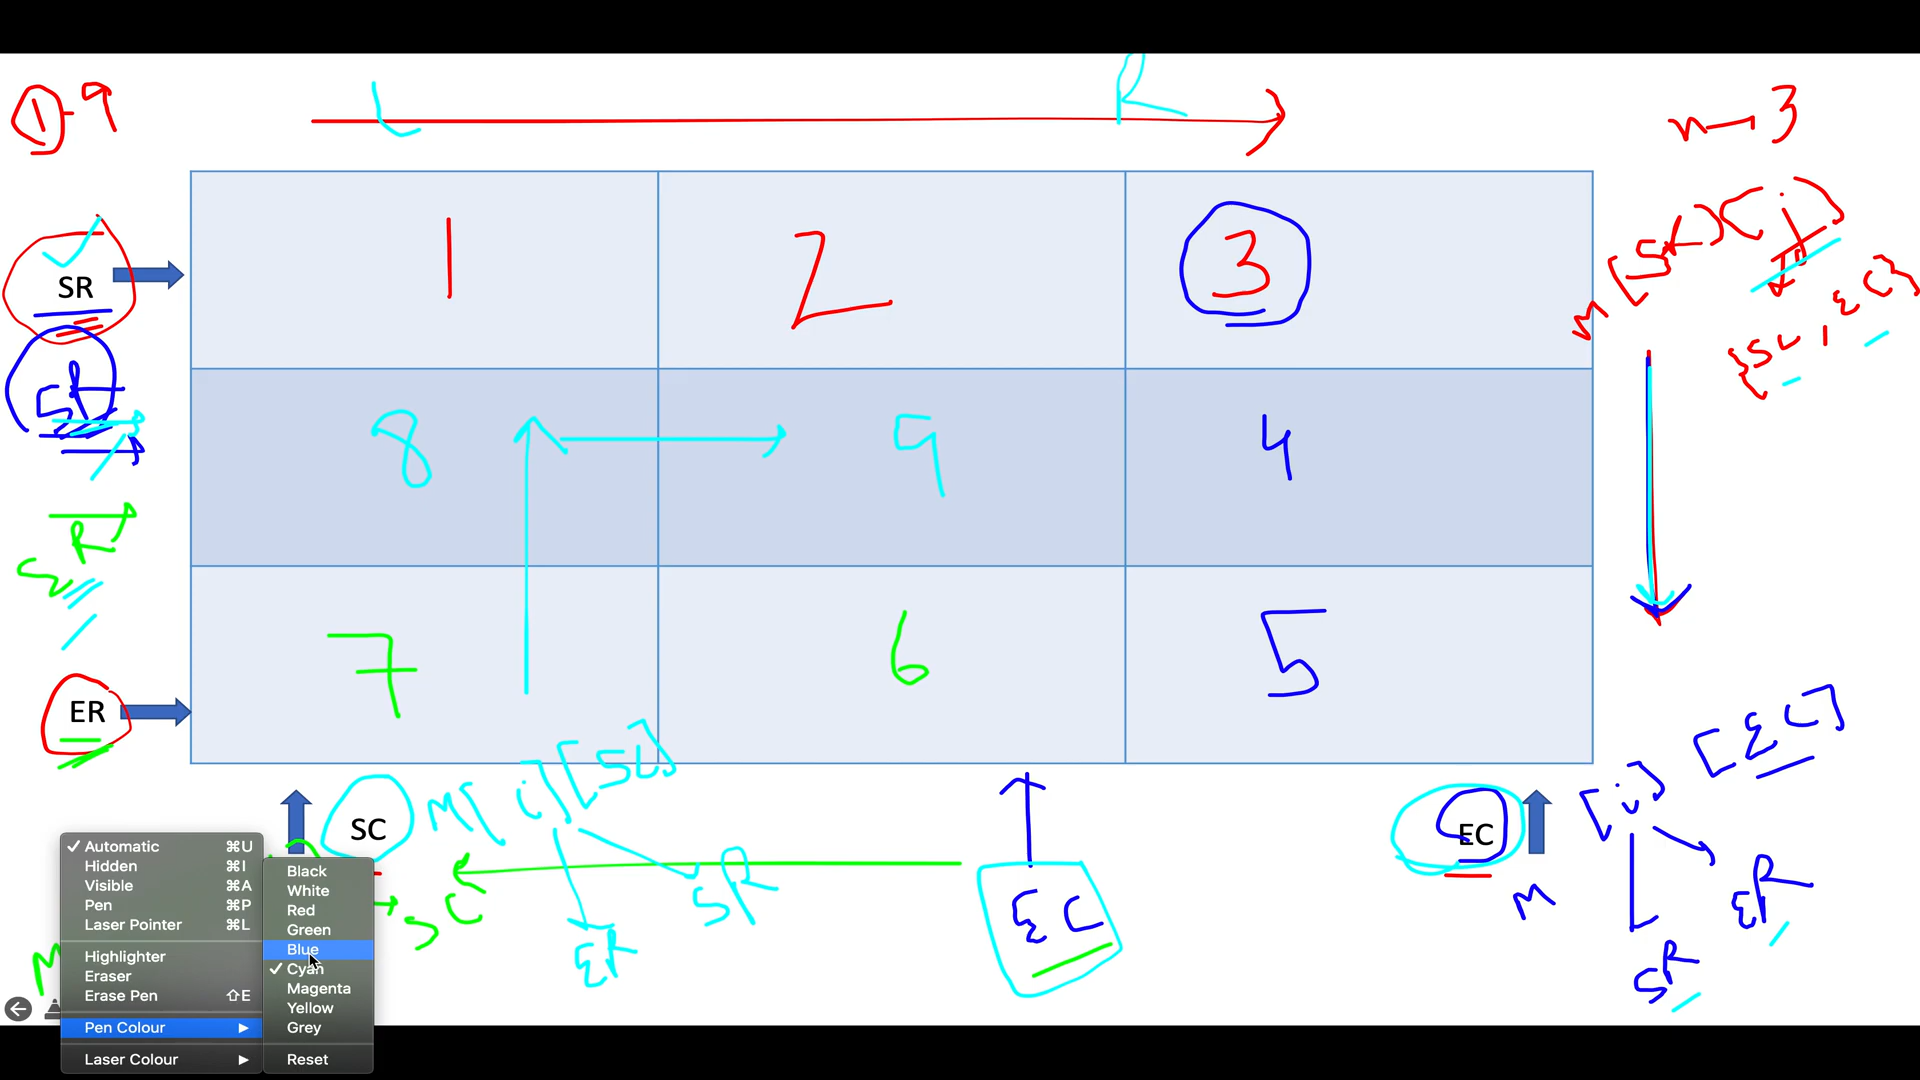 1-9
L
R
n→3
SR
1
2
3
M[SR][j]
{SC, EC}
SR
8
9
4
ER
7
6
5
ER
SC
M[i][SC]
EC
[i] [EC]
M
ER
SR
→ SC
SR
ER
EC
M
✓ Automatic ⌘U
Hidden ⌘I
Visible ⌘A
Pen ⌘P
Laser Pointer ⌘L
Highlighter
Eraser
Erase Pen ⇧E
Pen Colour ▶
Laser Colour ▶
Black
White
Red
Green
Blue
✓ Cyan
Magenta
Yellow
Grey
Reset